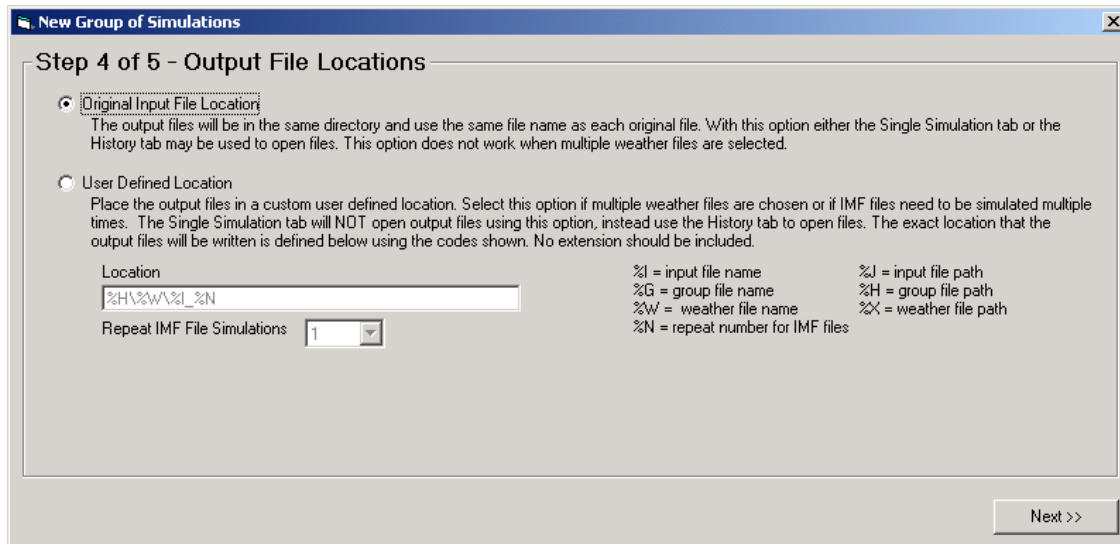 New Group of Simulations
Step 4 of 5 - Output File Locations
Original Input File Location
The output files will be in the same directory and use the same file name as each original file. With this option either the Single Simulation tab or the
History tab may be used to open files. This option does not work when multiple weather files are selected.
User Defined Location
Place the output files in a custom user defined location. Select this option if multiple weather files are chosen or if IMF files need to be simulated multiple
times. The Single Simulation tab will NOT open output files using this option, instead use the History tab to open files. The exact location that the
output files will be written is defined below using the codes shown. No extension should be included.
Location
%H\%W\%I_%N
Repeat IMF File Simulations 1
%I = input file name %J = input file path
%G = group file name %H = group file path
%W = weather file name %X = weather file path
%N = repeat number for IMF files
Next >>